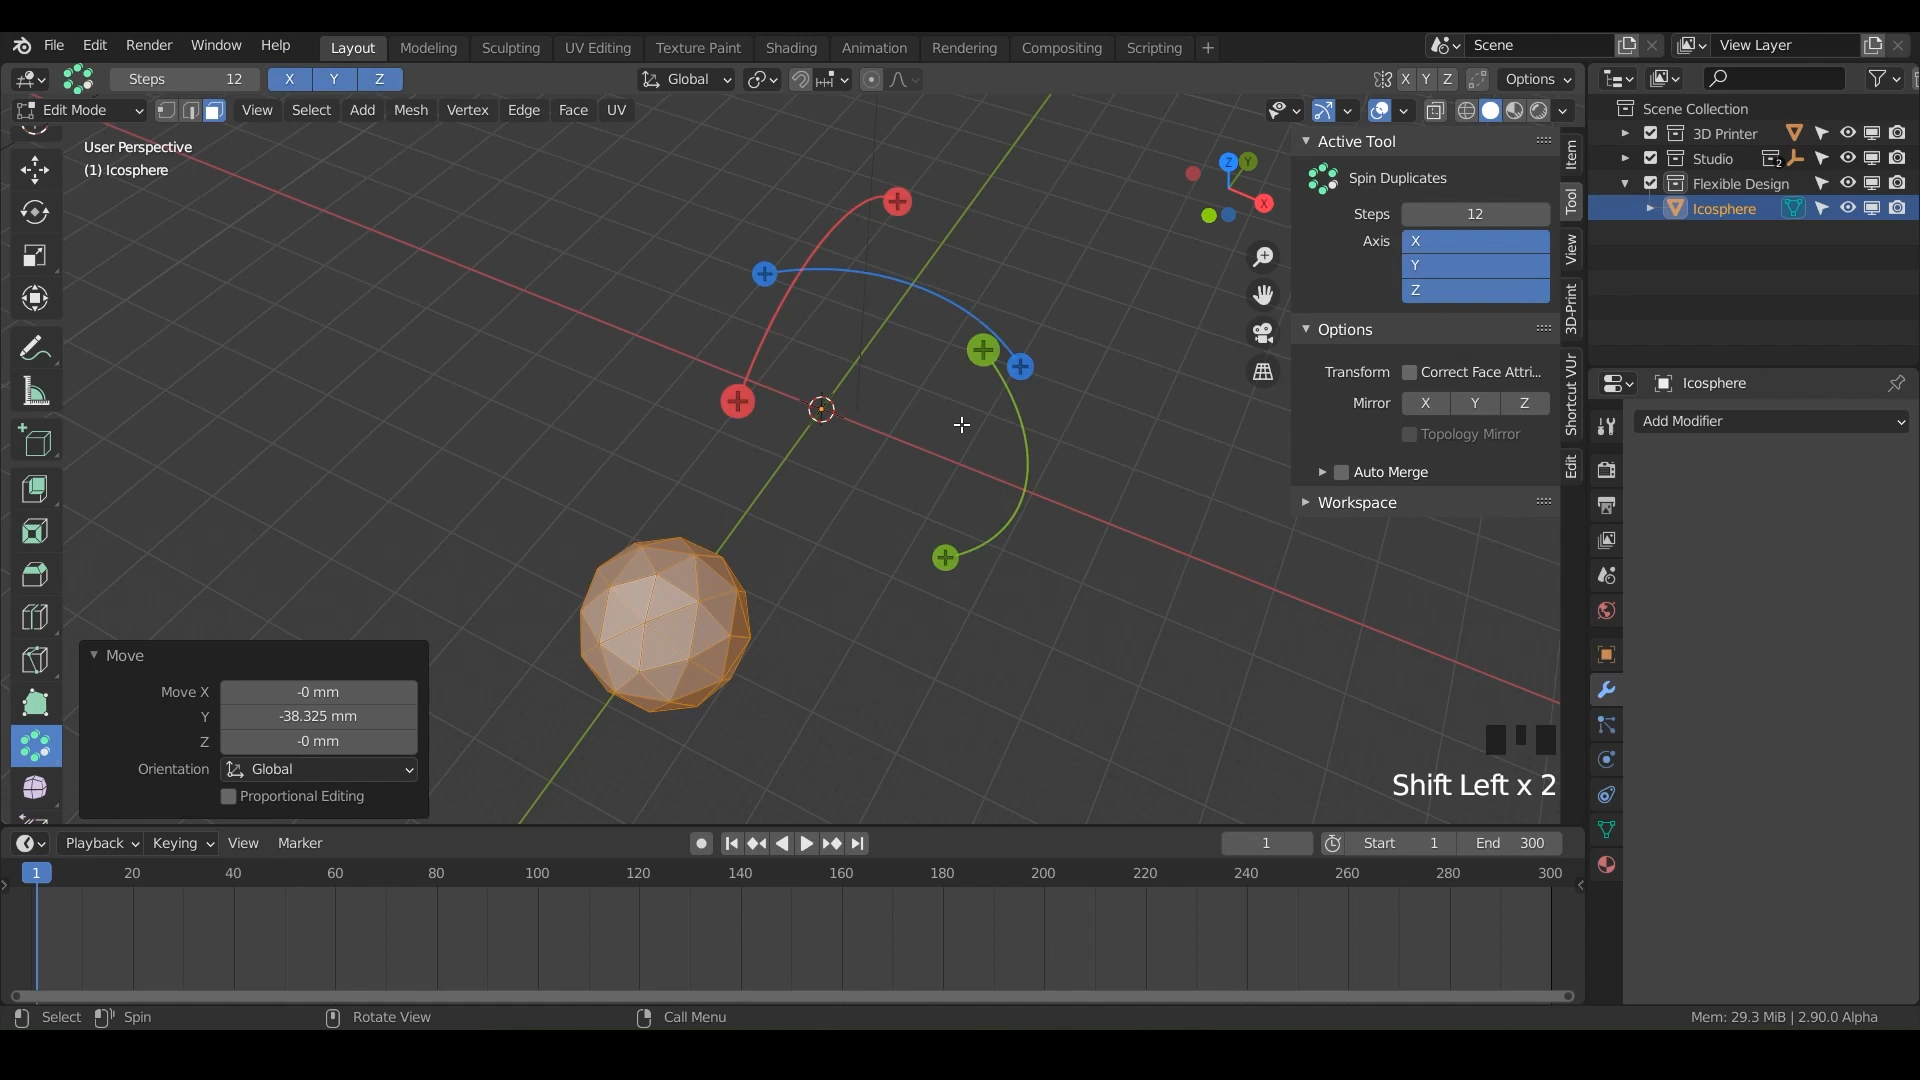 File Edit Render Window Help Layout Modeling Sculpting UV Editing Texture Paint Shading Animation Rendering Compositing Scripting + Scene View Layer
Steps 12 X Y Z Global X Y Z Options
Edit Mode View Select Add Mesh Vertex Edge Face UV
User Perspective
(1) Icosphere
Z Y
X
Active Tool
Spin Duplicates
Steps 12
Axis X
Y
Z
Options
Transform Correct Face Attri...
Mirror X Y Z
Topology Mirror
Auto Merge
Workspace
Item
Tool
View
3D-Print
Shortcut VUr
Edit
Scene Collection
3D Printer
Studio 2
Flexible Design
Icosphere
Icosphere
Add Modifier
Move
Move X -0 mm
Y -38.325 mm
Z -0 mm
Orientation Global
Proportional Editing
Shift Left x 2
Playback Keying View Marker 1 Start 1 End 300
1 20 40 60 80 100 120 140 160 180 200 220 240 260 280 300
Select Spin Rotate View Call Menu Mem: 29.3 MiB | 2.90.0 Alpha